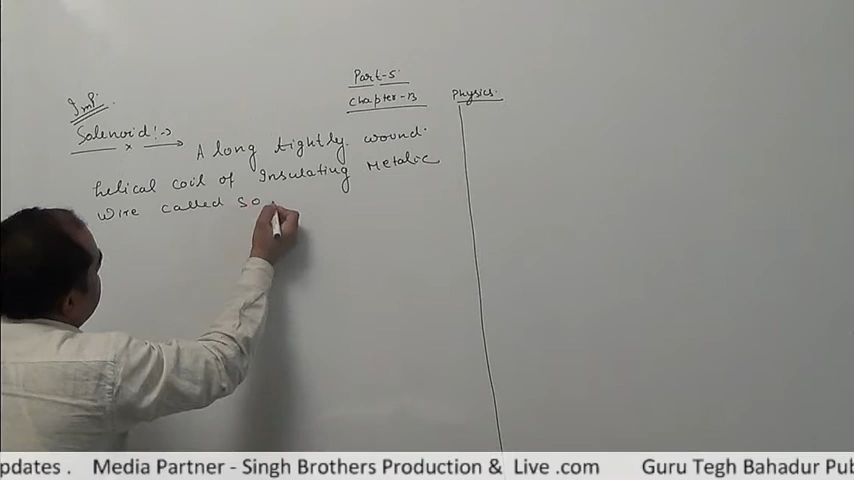 Part-5
Chapter-13
Physics.
Imp.
Solenoid :->
A long tightly wound
helical coil of Insulating Metalic
Wire called So
pdates . Media Partner - Singh Brothers Production & Live .com Guru Tegh Bahadur Pub